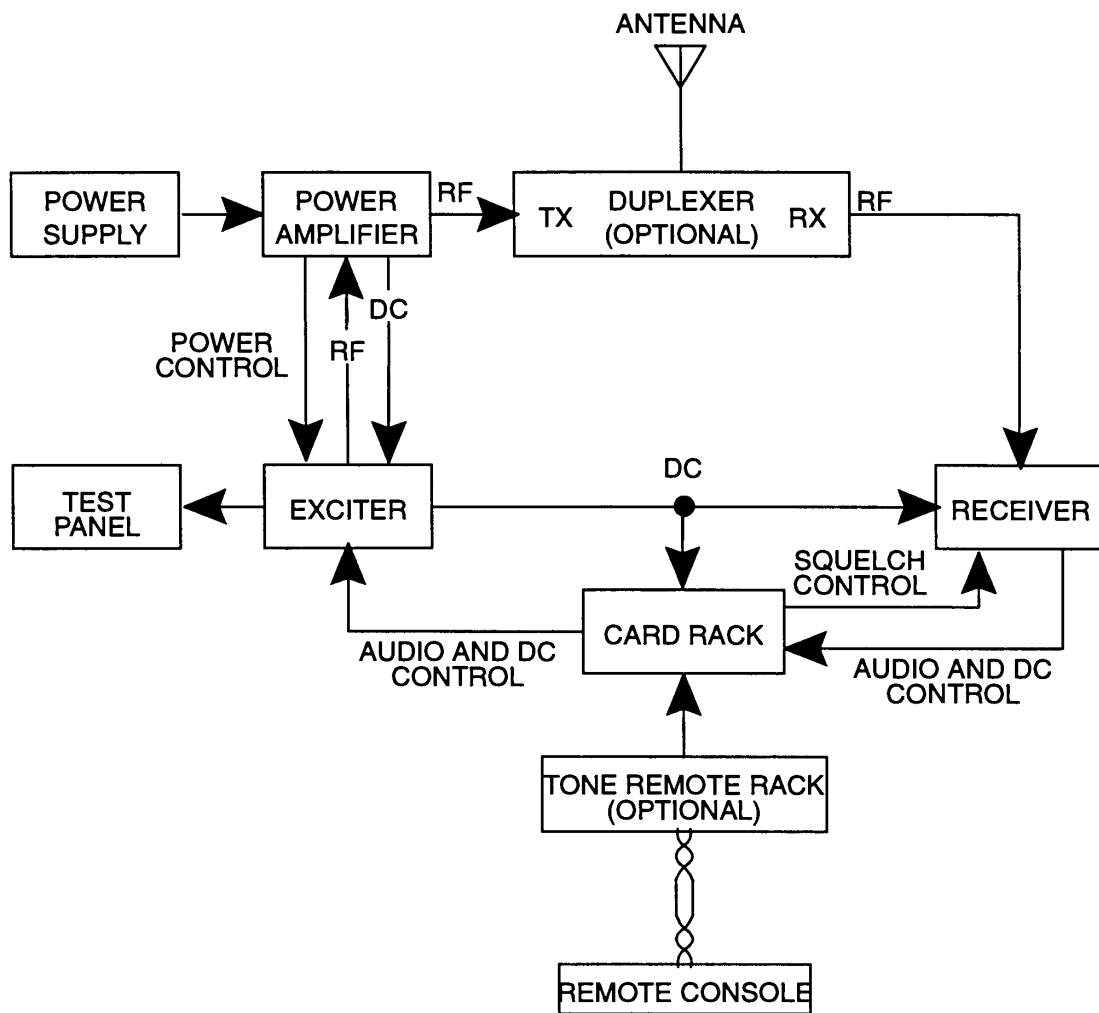 ANTENNA
POWER
SUPPLY
POWER
AMPLIFIER
RF
TX
DUPLEXER
(OPTIONAL)
RX
RF
POWER
CONTROL
RF
DC
TEST
PANEL
EXCITER
DC
RECEIVER
SQUELCH
CONTROL
CARD RACK
AUDIO AND DC
CONTROL
AUDIO AND DC
CONTROL
TONE REMOTE RACK
(OPTIONAL)
REMOTE CONSOLE